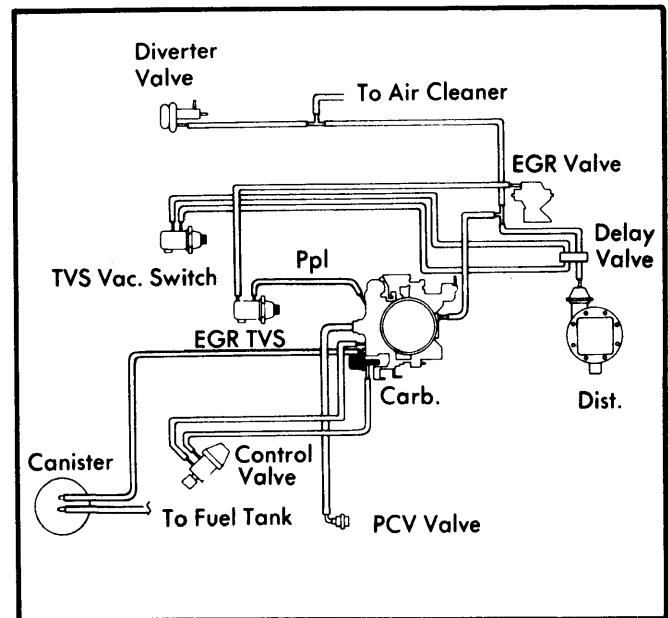 Diverter
Valve
To Air Cleaner
EGR Valve
Delay
Valve
TVS Vac. Switch
Ppl
EGR TVS
Carb.
Dist.
Canister
Control
Valve
To Fuel Tank
PCV Valve